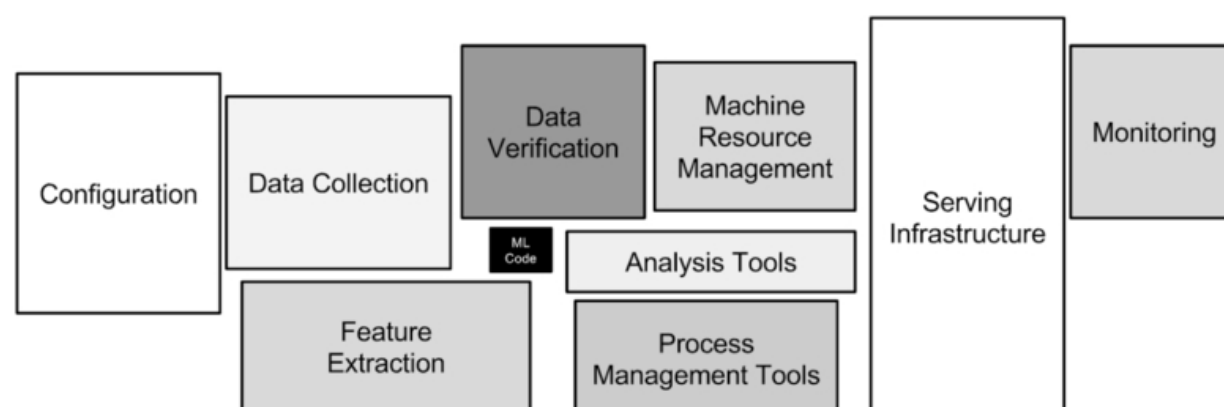 Configuration
Data Collection
Data
Verification
Machine
Resource
Management
Serving
Infrastructure
Monitoring
ML
Code
Analysis Tools
Feature
Extraction
Process
Management Tools